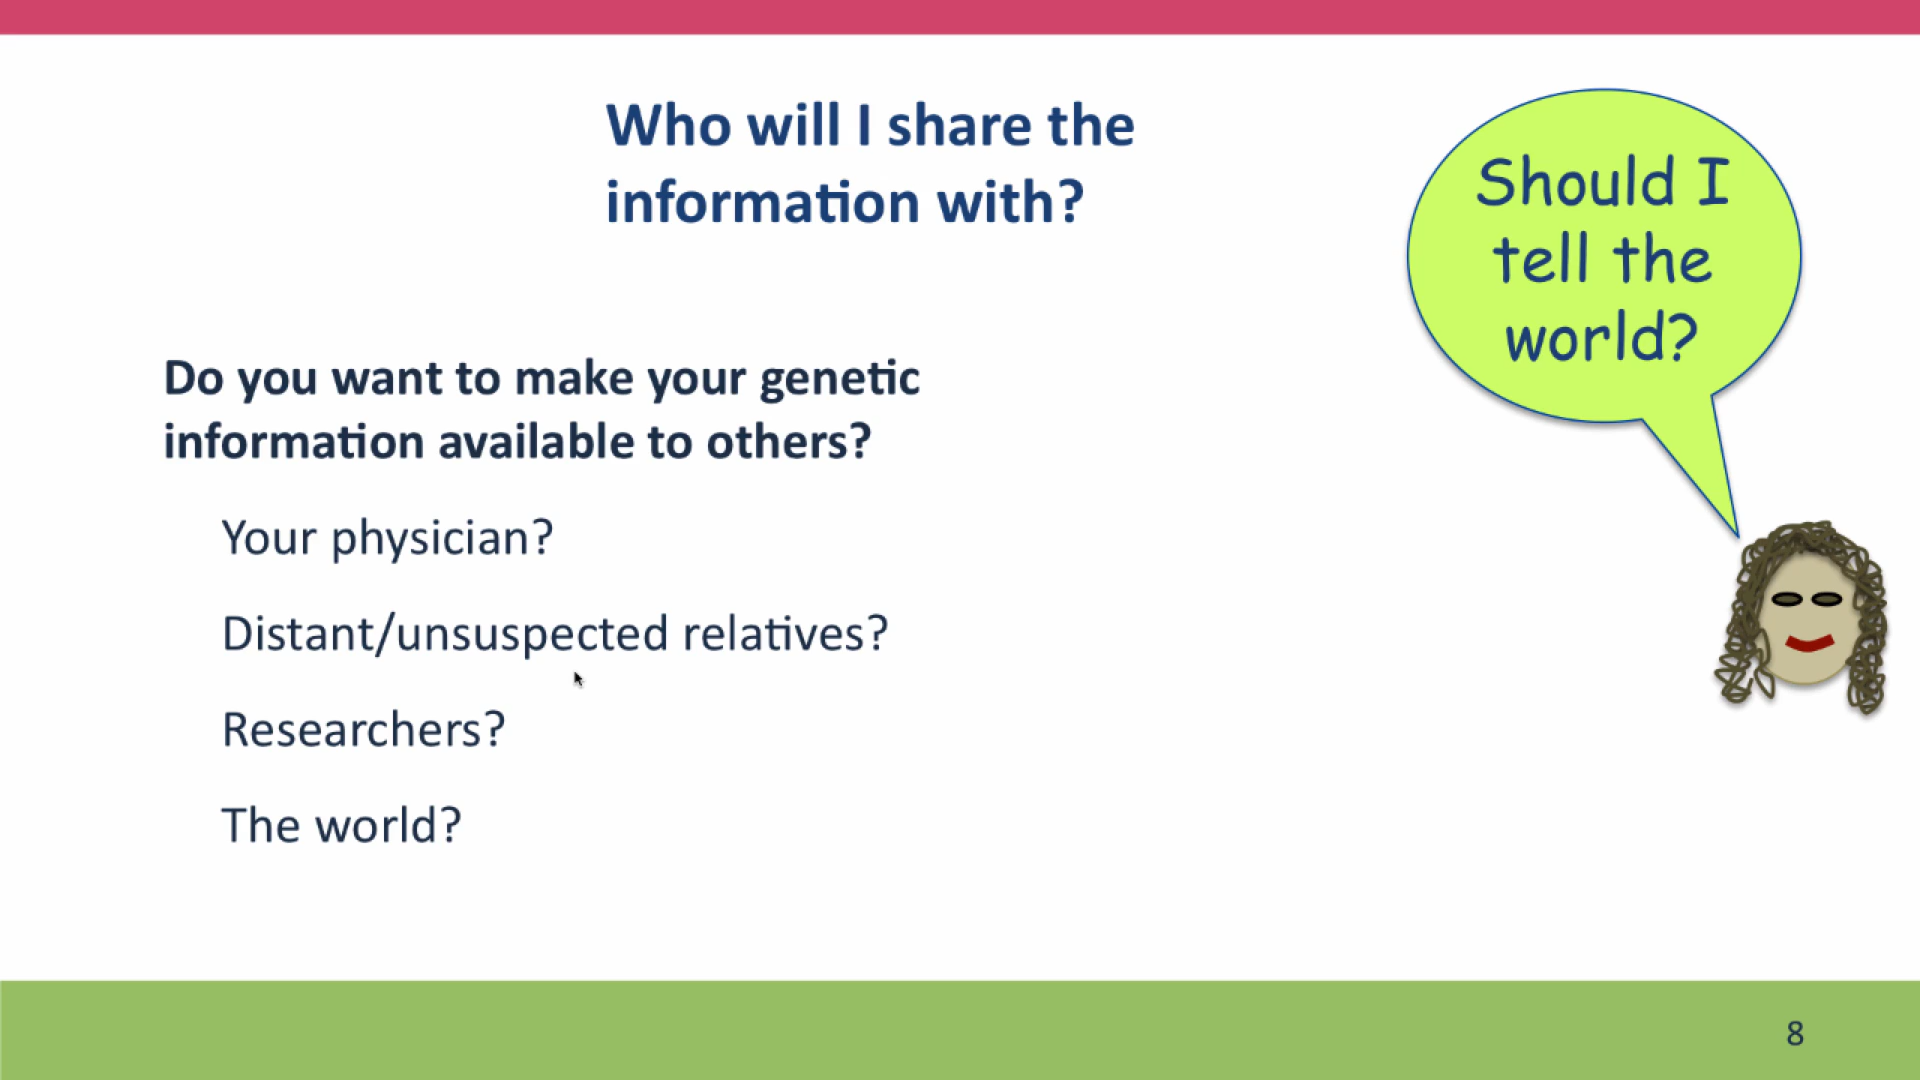 Who will I share the
information with?
Should I
tell the
world?
Do you want to make your genetic
information available to others?
Your physician?
Distant/unsuspected relatives?
Researchers?
The world?
8